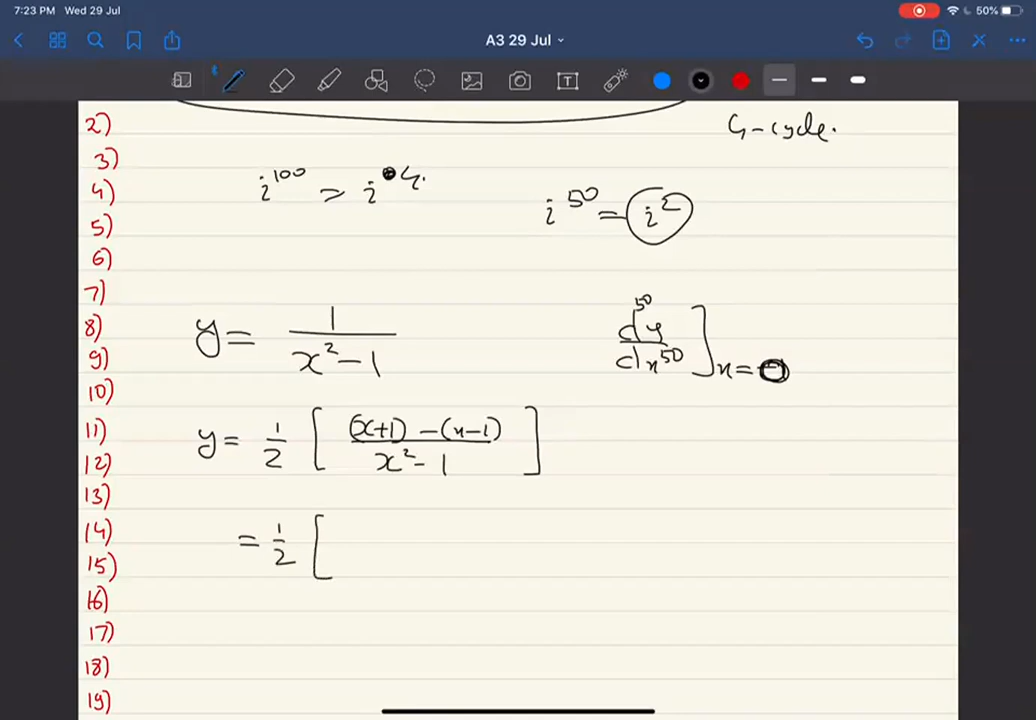 7:23 PM Wed 29 Jul
50%
A3 29 Jul
2)
4-cycle.
3)
4) i^100 = i^4.
5) i^50 = i^2
6)
7)
8) y = 1/(x^2-1)
9) d^50y/dx^50]x=
10)
11) y = 1/2 [ ((x+1) -(x-1))/(x^2-1) ]
12)
13)
14) = 1/2 [
15)
16)
17)
18)
19)